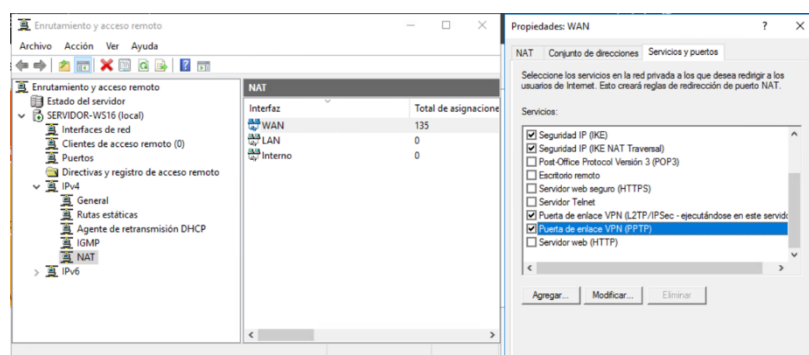 Enrutamiento y acceso remoto
Archivo Acción Ver Ayuda
Enrutamiento y acceso remoto
Estado del servidor
SERVIDOR-WS16 (local)
Interfaces de red
Clientes de acceso remoto (0)
Puertos
Directivas y registro de acceso remoto
IPv4
General
Rutas estáticas
Agente de retransmisión DHCP
IGMP
NAT
IPv6
NAT
Interfaz Total de asignacione
WAN 135
LAN 0
Interno 0
Propiedades: WAN ? X
NAT Conjunto de direcciones Servicios y puertos
Seleccione los servicios en la red privada a los que desea redirigir a los
usuarios de Internet. Esto creará reglas de redirección de puerto NAT.
Servicios:
Seguridad IP (IKE)
Seguridad IP (IKE NAT Traversal)
Post-Office Protocol Versión 3 (POP3)
Escritorio remoto
Servidor web seguro (HTTPS)
Servidor Telnet
Puerta de enlace VPN (L2TP/IPSec - ejecutándose en este servido
Puerta de enlace VPN (PPTP)
Servidor web (HTTP)
Agregar... Modificar... Eliminar